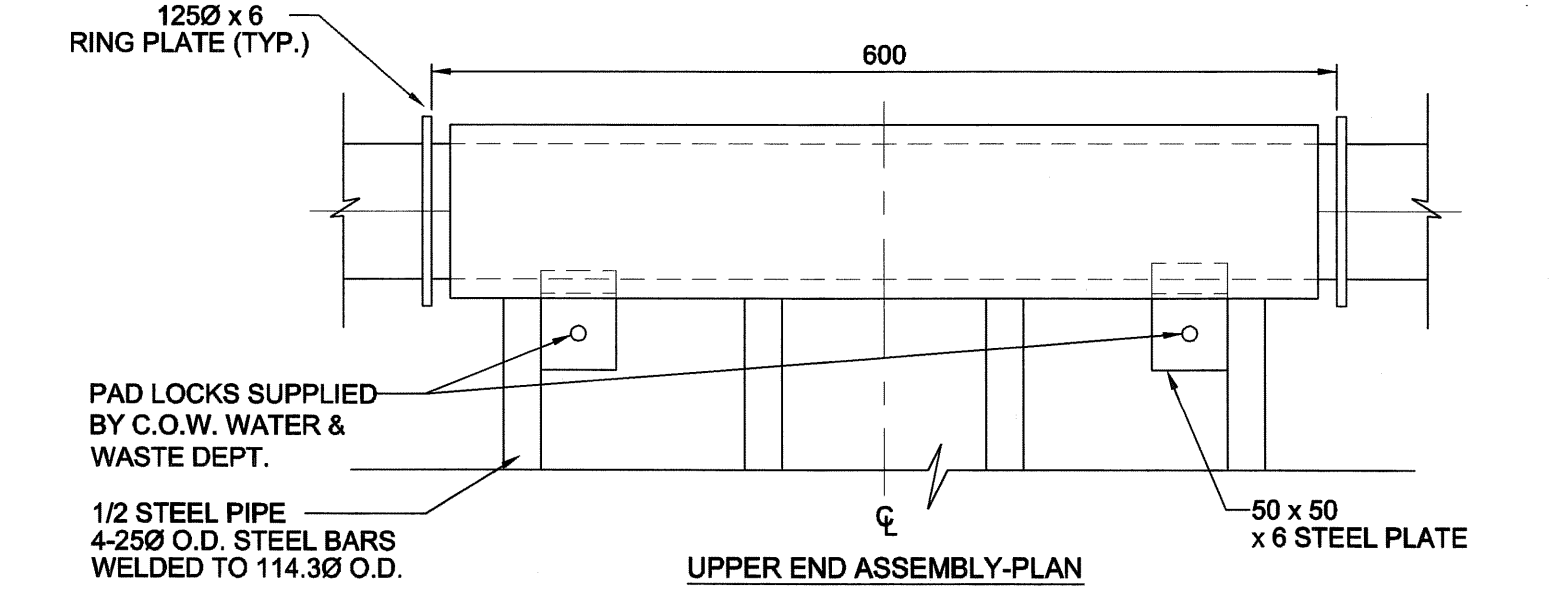 125Ø x 6
RING PLATE (TYP.)
600
PAD LOCKS SUPPLIED
BY C.O.W. WATER &
WASTE DEPT.
1/2 STEEL PIPE
4-25Ø O.D. STEEL BARS
WELDED TO 114.3Ø O.D.
℄
50 x 50
x 6 STEEL PLATE
UPPER END ASSEMBLY-PLAN